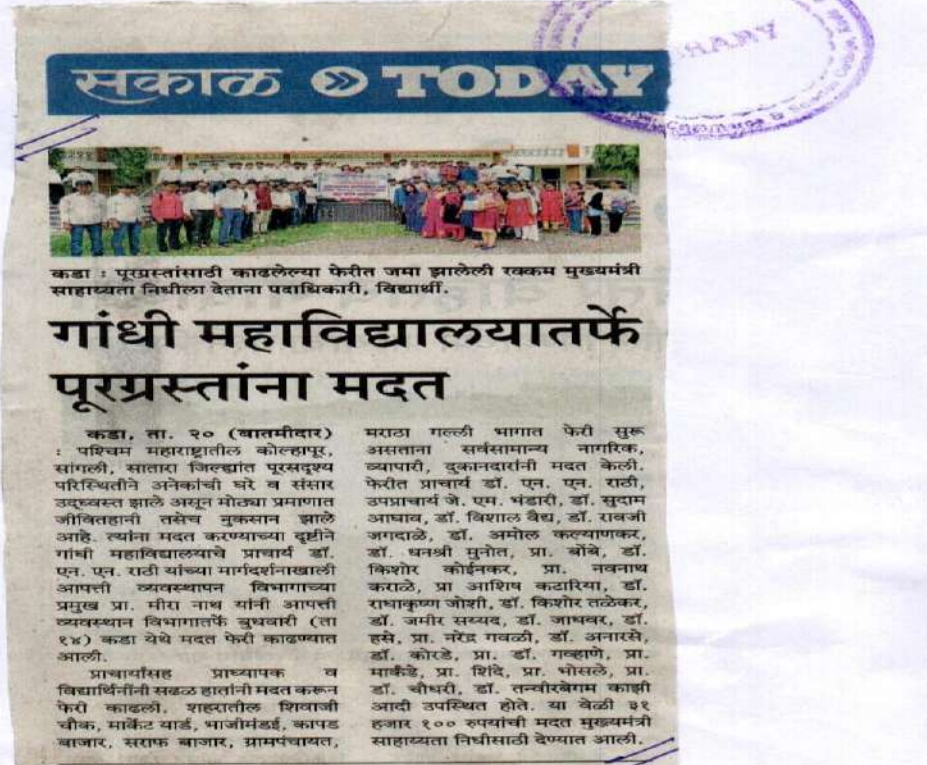 सकाळ » TODAY
कडा : पूरग्रस्तांसाठी काढलेल्या फेरीत जमा झालेली रक्कम मुख्यमंत्री
साहाय्यता निधीला देताना पदाधिकारी, विद्यार्थी.
गांधी महाविद्यालयातर्फे
पूरग्रस्तांना मदत
कडा, ता. २० (बातमीदार)
: पश्चिम महाराष्ट्रातील कोल्हापूर,
सांगली, सातारा जिल्ह्यांत पूरसदृश्य
परिस्थितीने अनेकांची घरे व संसार
उद्ध्वस्त झाले असून मोठ्या प्रमाणात
जीवितहानी तसेच नुकसान झाले
आहे. त्यांना मदत करण्याच्या दृष्टीने
गांधी महाविद्यालयाचे प्राचार्य डॉ.
एन. एन. राठी यांच्या मार्गदर्शनाखाली
आपत्ती व्यवस्थापन विभागाच्या
प्रमुख प्रा. मीरा नाथ यांनी आपत्ती
व्यवस्थान विभागातर्फे बुधवारी (ता
१४) कडा येथे मदत फेरी काढण्यात
आली.
प्राचार्यांसह प्राध्यापक व
विद्यार्थिनींनी सढळ हातांनी मदत करून
फेरी काढली, शहरातील शिवाजी
चौक, मार्केट यार्ड, भाजीमंडई, कापड
बाजार, सराफ बाजार, ग्रामपंचायत,
मराठा गल्ली भागात फेरी सुरू
असताना सर्वसामान्य नागरिक,
व्यापारी, दुकानदारांनी मदत केली.
फेरीत प्राचार्य डॉ. एन. एन. राठी,
उपप्राचार्य जे. एम. भंडारी, डॉ. सुदाम
आघाव, डॉ. विशाल वैद्य, डॉ. रावजी
जगदाळे, डॉ. अमोल कल्याणकर,
डॉ. धनश्री मुनोत, प्रा. बोंबे, डॉ.
किशोर कोईनकर, प्रा. नवनाथ
कराळे, प्रा आशिष कटारिया, डॉ.
राधाकृष्ण जोशी, डॉ. किशोर तळेकर,
डॉ. जमीर सय्यद, डॉ. जाधवर, डॉ.
हसे, प्रा. नरेंद्र गवळी, डॉ. अनारसे,
डॉ. कोरडे, प्रा. डॉ. गव्हाणे, प्रा.
मार्कंडे, प्रा. शिंदे, प्रा. भोसले, प्रा.
डॉ. चौधरी, डॉ. तन्वीरबेगम काझी
आदी उपस्थित होते. या वेळी ३१
हजार १०० रुपयांची मदत मुख्यमंत्री
साहाय्यता निधीसाठी देण्यात आली.